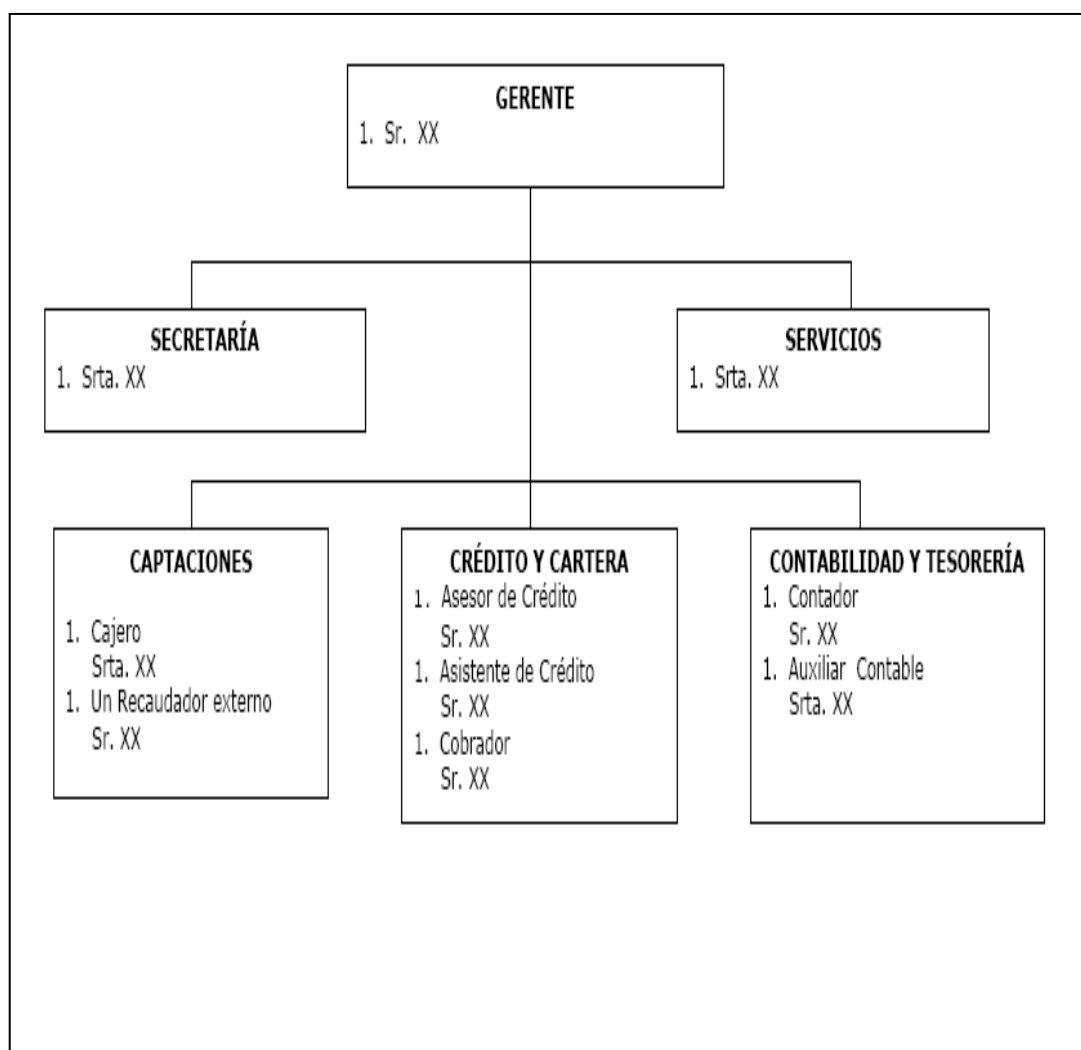 GERENTE
1. Sr. XX
SECRETARÍA
1. Srta. XX
SERVICIOS
1. Srta. XX
CAPTACIONES
1. Cajero
Srta. XX
1. Un Recaudador externo
Sr. XX
CRÉDITO Y CARTERA
1. Asesor de Crédito
Sr. XX
1. Asistente de Crédito
Sr. XX
1. Cobrador
Sr. XX
CONTABILIDAD Y TESORERÍA
1. Contador
Sr. XX
1. Auxiliar Contable
Srta. XX